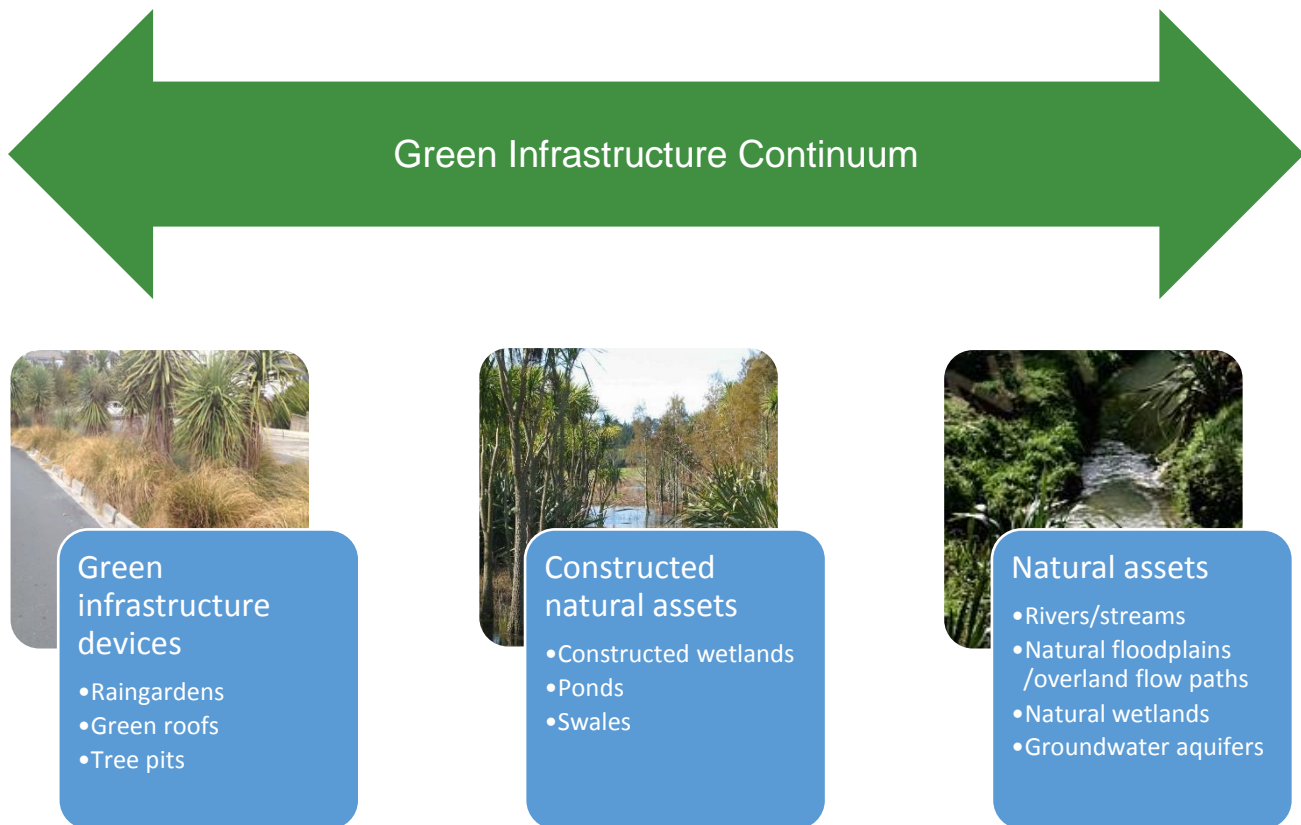 Green Infrastructure Continuum
Green
infrastructure
devices
•Raingardens
•Green roofs
•Tree pits
Constructed
natural assets
•Constructed wetlands
•Ponds
•Swales
Natural assets
•Rivers/streams
•Natural floodplains
/overland flow paths
•Natural wetlands
•Groundwater aquifers